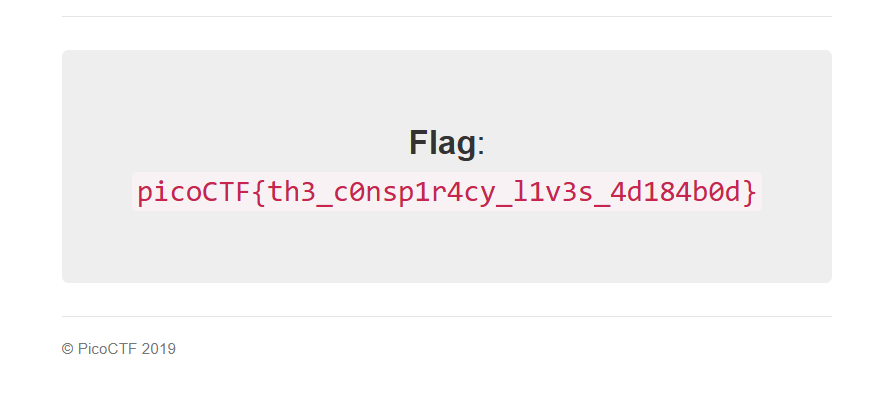 Flag:
picoCTF{th3_c0nsp1r4cy_l1v3s_4d184b0d}
© PicoCTF 2019